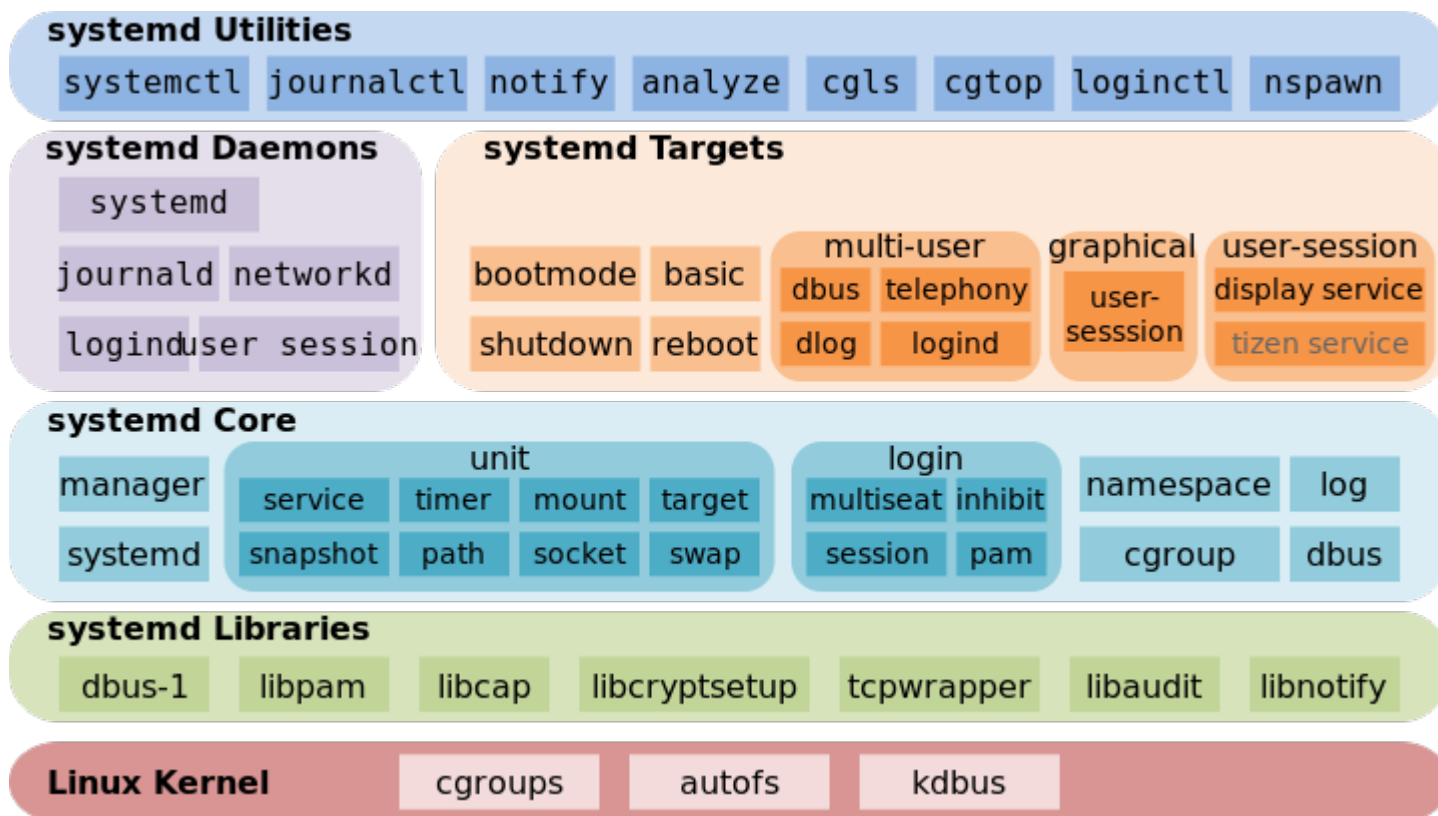 systemd Utilities
systemctl journalctl notify analyze cgls cgtop loginctl nspawn
systemd Daemons
systemd
journald networkd
logind user session
systemd Targets
bootmode basic
shutdown reboot
multi-user
dbus telephony
dlog logind
graphical
user-
sesssion
user-session
display service
tizen service
systemd Core
manager
systemd
unit
service timer mount target
snapshot path socket swap
login
multiseat inhibit
session pam
namespace log
cgroup dbus
systemd Libraries
dbus-1 libpam libcap libcryptsetup tcpwrapper libaudit libnotify
Linux Kernel cgroups autofs kdbus